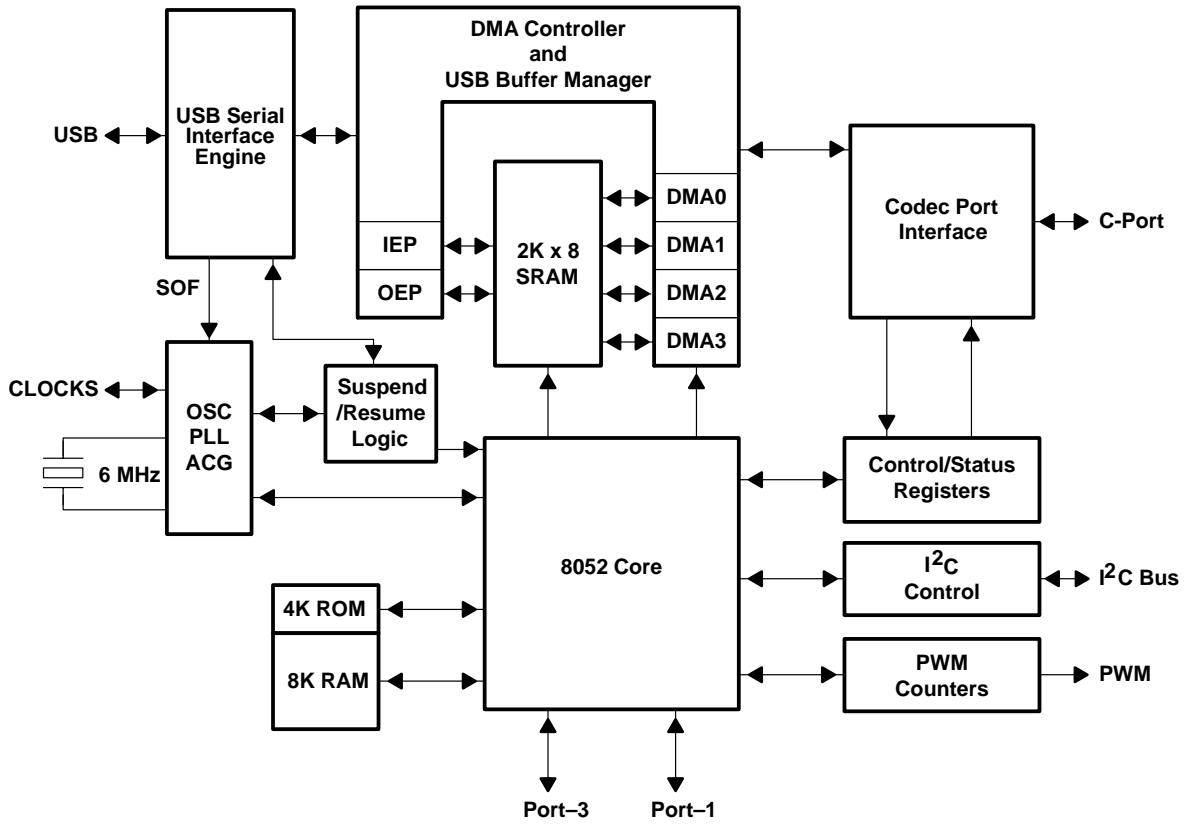 DMA Controller
and
USB Buffer Manager
USB Serial
Interface
Engine
USB
DMA0
DMA1
DMA2
DMA3
IEP
OEP
2K x 8
SRAM
Codec Port
Interface
C-Port
SOF
CLOCKS
OSC
PLL
ACG
6 MHz
Suspend
/Resume
Logic
Control/Status
Registers
8052 Core
I²C
Control
I²C Bus
4K ROM
8K RAM
PWM
Counters
PWM
Port–3
Port–1